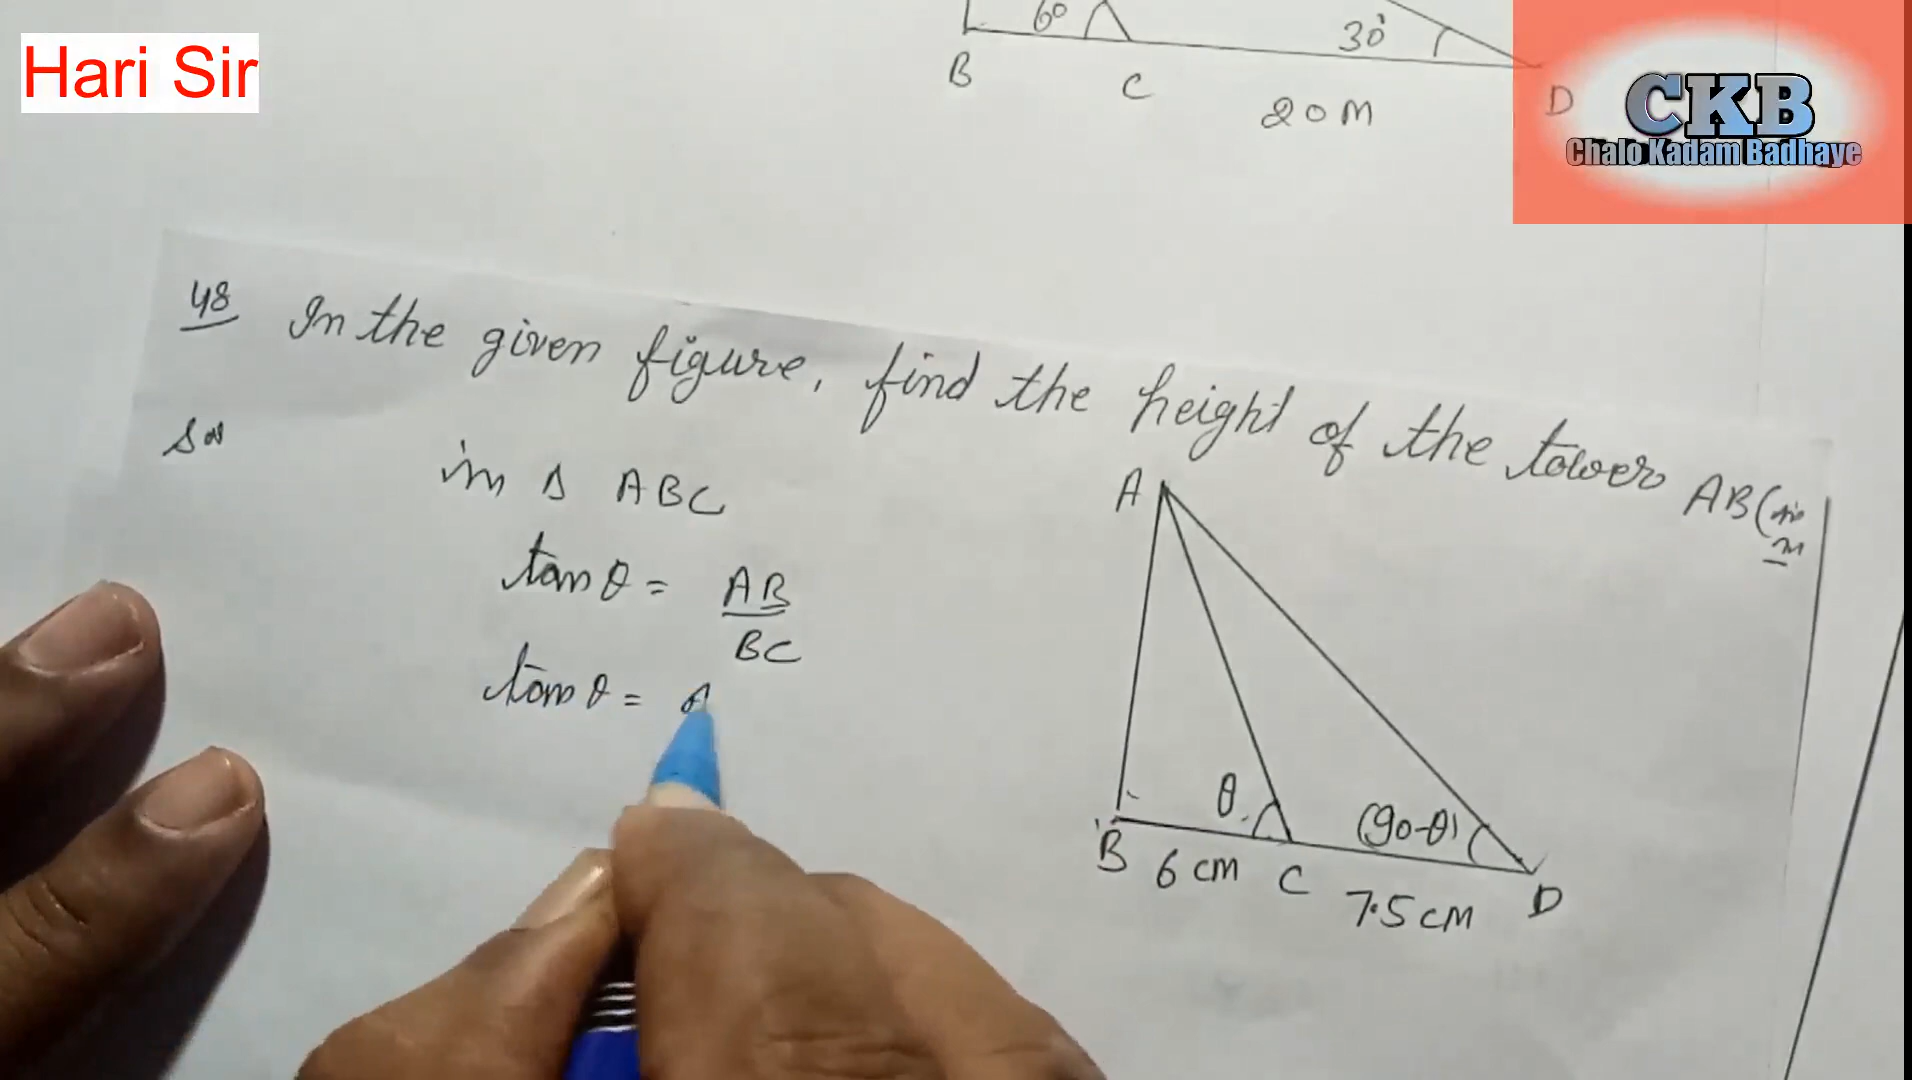 Hari Sir
60
30°
B
C
20 M
D
CKB
Chalo Kadam Badhaye
48 In the given figure, find the height of the tower AB (in m
Sol
in Δ ABC
tan θ = AB
BC
tan θ = A
A
θ
(90-θ)
B 6 cm C 7.5 cm D